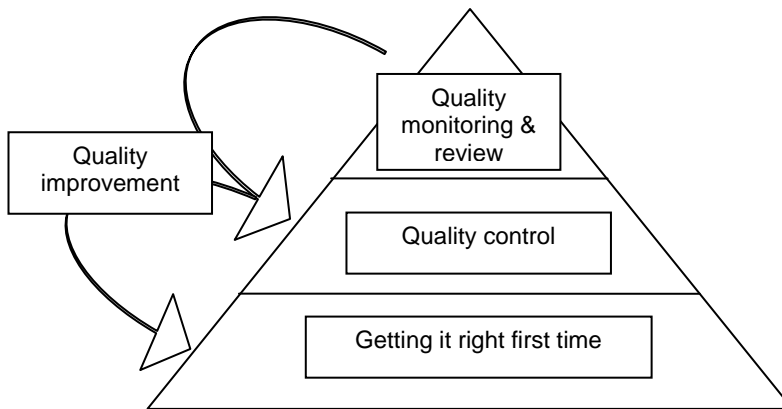 Quality
monitoring &
review
Quality
improvement
Quality control
Getting it right first time